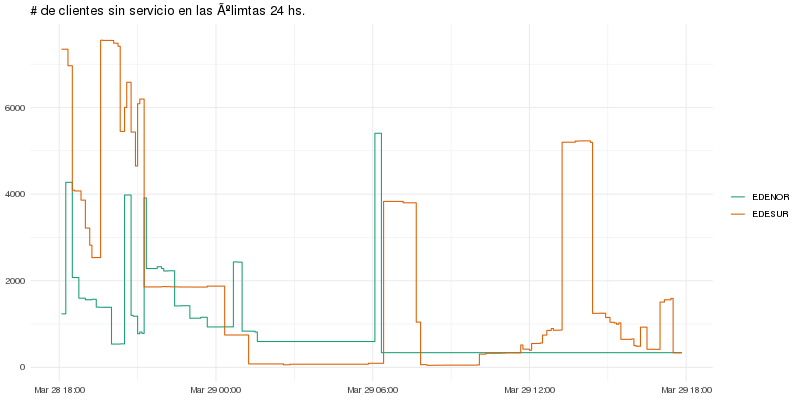 # de clientes sin servicio en las Ãºlimtas 24 hs.
6000
4000
2000
0
Mar 28 18:00
Mar 29 00:00
Mar 29 06:00
Mar 29 12:00
Mar 29 18:00
EDENOR
EDESUR